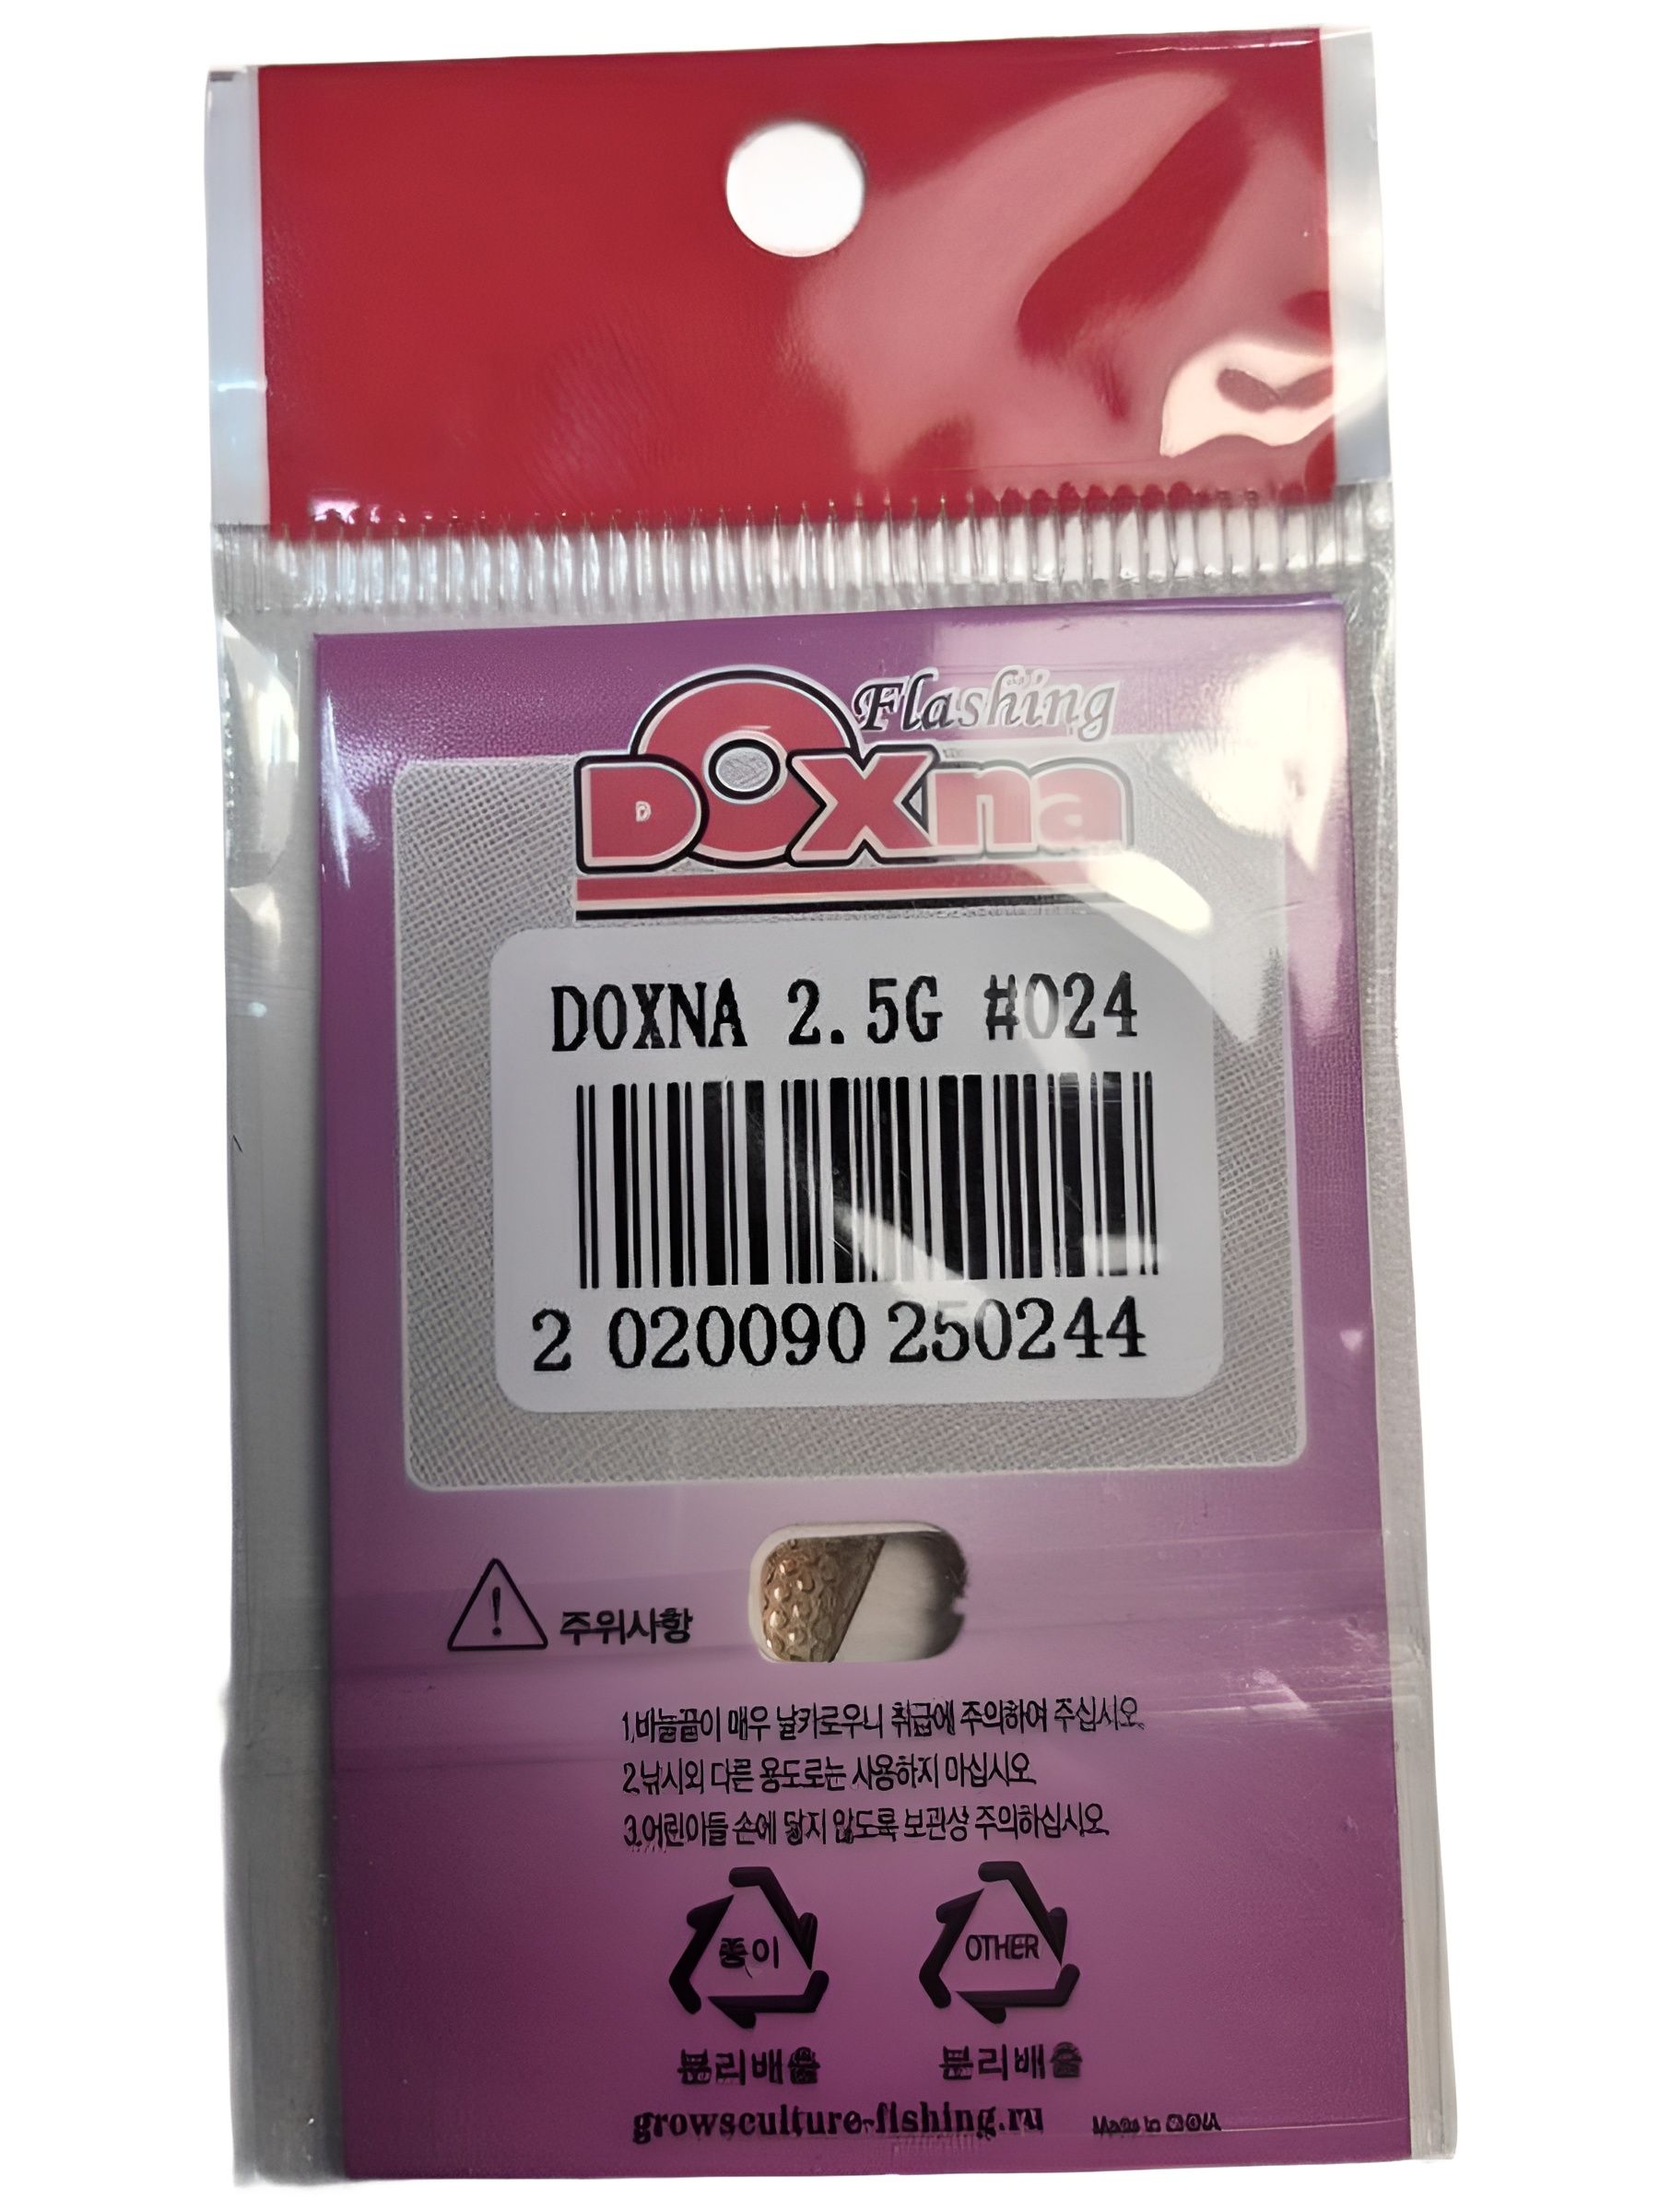 Flashing
DOXna
DOXNA 2.5G #024
2 020090 250244
주위사항
1.바늘끝이 매우 날카로우니 취급에 주의하여 주십시오.
2.낚시외 다른 용도로는 사용하지 마십시오
3.어린아들 손에 닿지 않도록 보관상 주의하십시오
종이 OTHER
분리배출 분리배출
growsculture-fishing.ru Made in